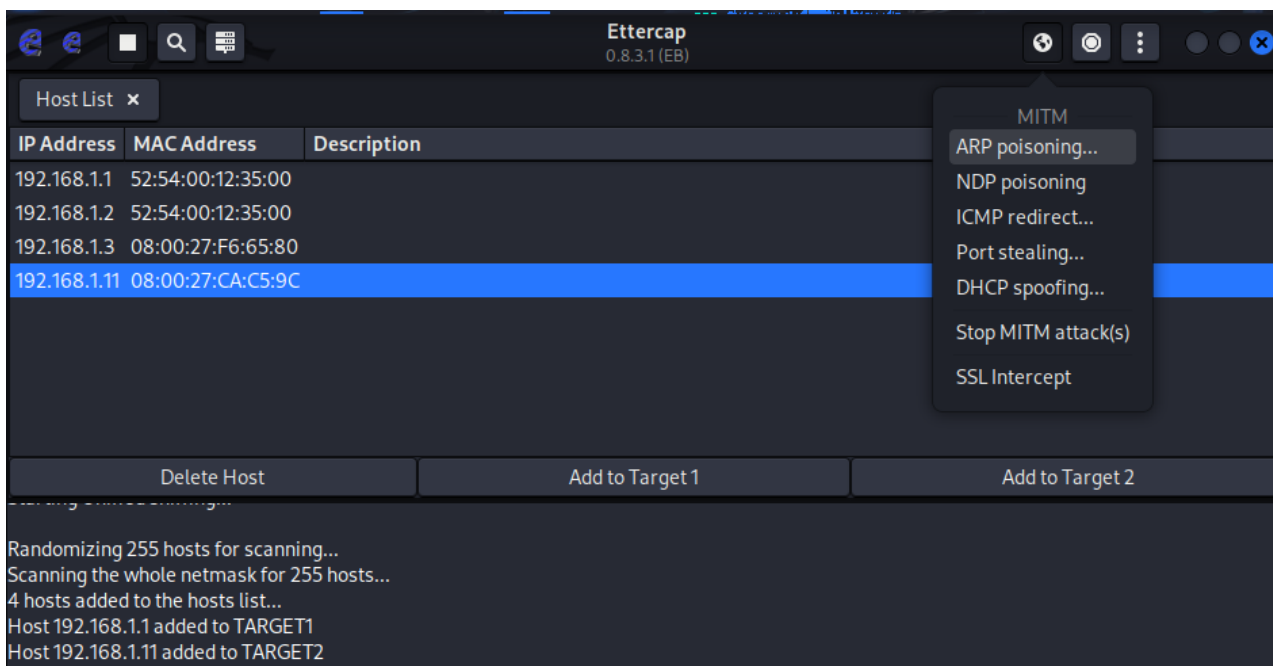 Ettercap
0.8.3.1 (EB)
Host List ×
MITM
IP Address MAC Address Description
ARP poisoning...
192.168.1.1 52:54:00:12:35:00
NDP poisoning
192.168.1.2 52:54:00:12:35:00
ICMP redirect...
192.168.1.3 08:00:27:F6:65:80
Port stealing...
192.168.1.11 08:00:27:CA:C5:9C
DHCP spoofing...
Stop MITM attack(s)
SSL Intercept
Delete Host Add to Target 1 Add to Target 2
Randomizing 255 hosts for scanning...
Scanning the whole netmask for 255 hosts...
4 hosts added to the hosts list...
Host 192.168.1.1 added to TARGET1
Host 192.168.1.11 added to TARGET2